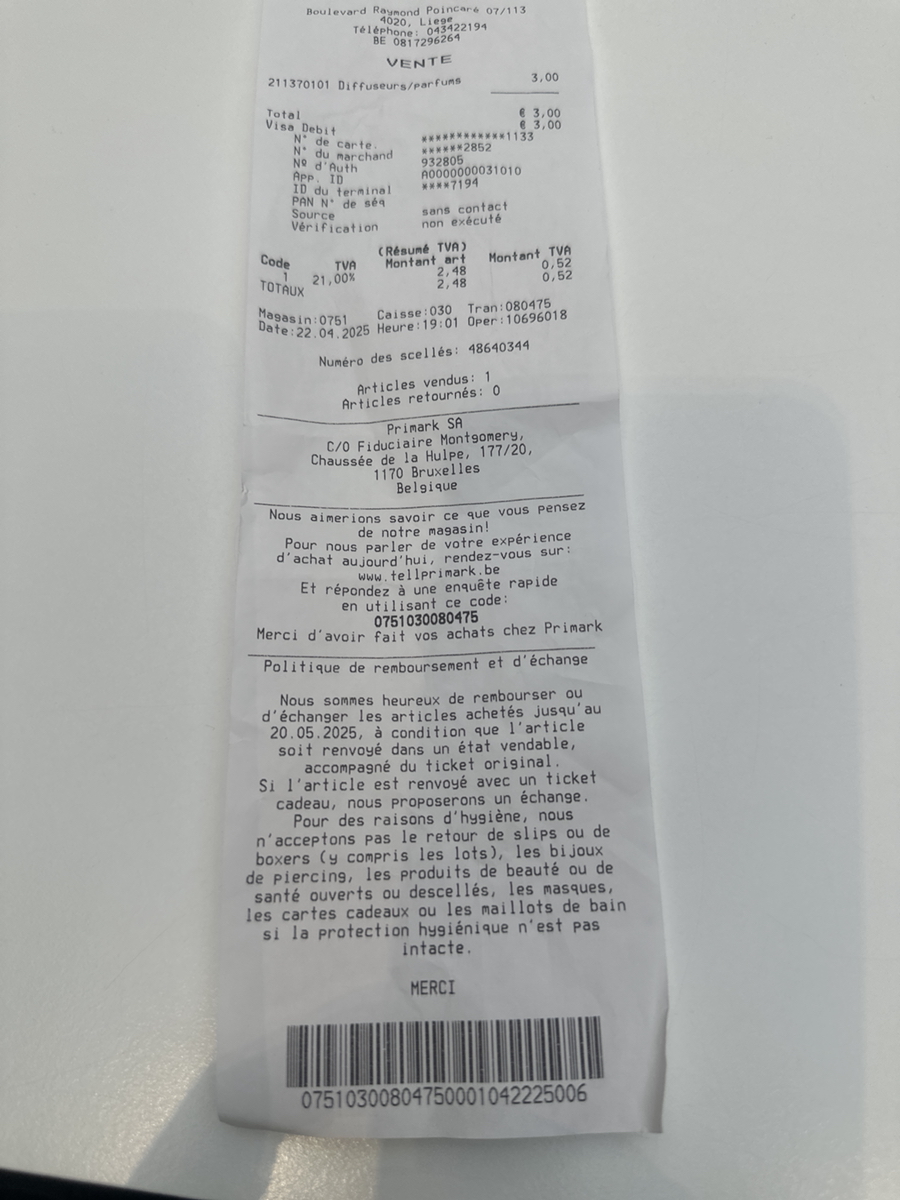 Boulevard Raymond Poincaré 07/113
4020, Liege
Téléphone: 043422194
BE 0817296264
VENTE
211370101 Diffuseurs/parfums 3,00
Total € 3,00
Visa Debit € 3,00
N° de carte. ************1133
N° du marchand ******2852
Nº d'Auth 932805
App. ID A0000000031010
ID du terminal ****7194
PAN N° de séq
Source sans contact
Vérification non exécuté
(Résumé TVA)
Code TVA Montant art Montant TVA
1 21,00% 2,48 0,52
TOTAUX 2,48 0,52
Magasin:0751 Caisse:030 Tran:080475
Date:22.04.2025 Heure:19:01 Oper:10696018
Numéro des scellés: 48640344
Articles vendus: 1
Articles retournés: 0
Primark SA
C/O Fiduciaire Montgomery,
Chaussée de la Hulpe, 177/20,
1170 Bruxelles
Belgique
Nous aimerions savoir ce que vous pensez
de notre magasin!
Pour nous parler de votre expérience
d'achat aujourd'hui, rendez-vous sur:
www.tellprimark.be
Et répondez à une enquête rapide
en utilisant ce code:
0751030080475
Merci d'avoir fait vos achats chez Primark
Politique de remboursement et d'échange
Nous sommes heureux de rembourser ou
d'échanger les articles achetés jusqu'au
20.05.2025, à condition que l'article
soit renvoyé dans un état vendable,
accompagné du ticket original.
Si l'article est renvoyé avec un ticket
cadeau, nous proposerons un échange.
Pour des raisons d'hygiène, nous
n'acceptons pas le retour de slips ou de
boxers (y compris les lots), les bijoux
de piercing, les produits de beauté ou de
santé ouverts ou descellés, les masques,
les cartes cadeaux ou les maillots de bain
si la protection hygiénique n'est pas
intacte.
MERCI
0751030080475000104222​5006